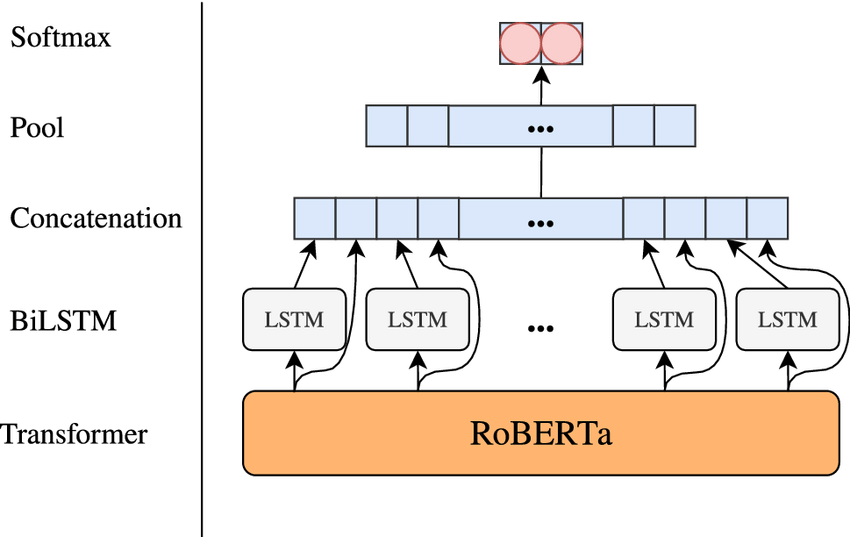 Softmax
Pool
...
Concatenation
...
BiLSTM
LSTM LSTM ... LSTM LSTM
Transformer
RoBERTa